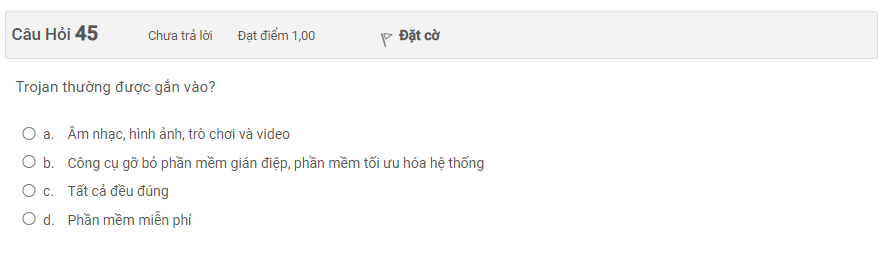 Câu Hỏi 45 Chưa trả lời Đạt điểm 1,00 Đặt cờ
Trojan thường được gắn vào?
a. Âm nhạc, hình ảnh, trò chơi và video
b. Công cụ gỡ bỏ phần mềm gián điệp, phần mềm tối ưu hóa hệ thống
c. Tất cả đều đúng
d. Phần mềm miễn phí